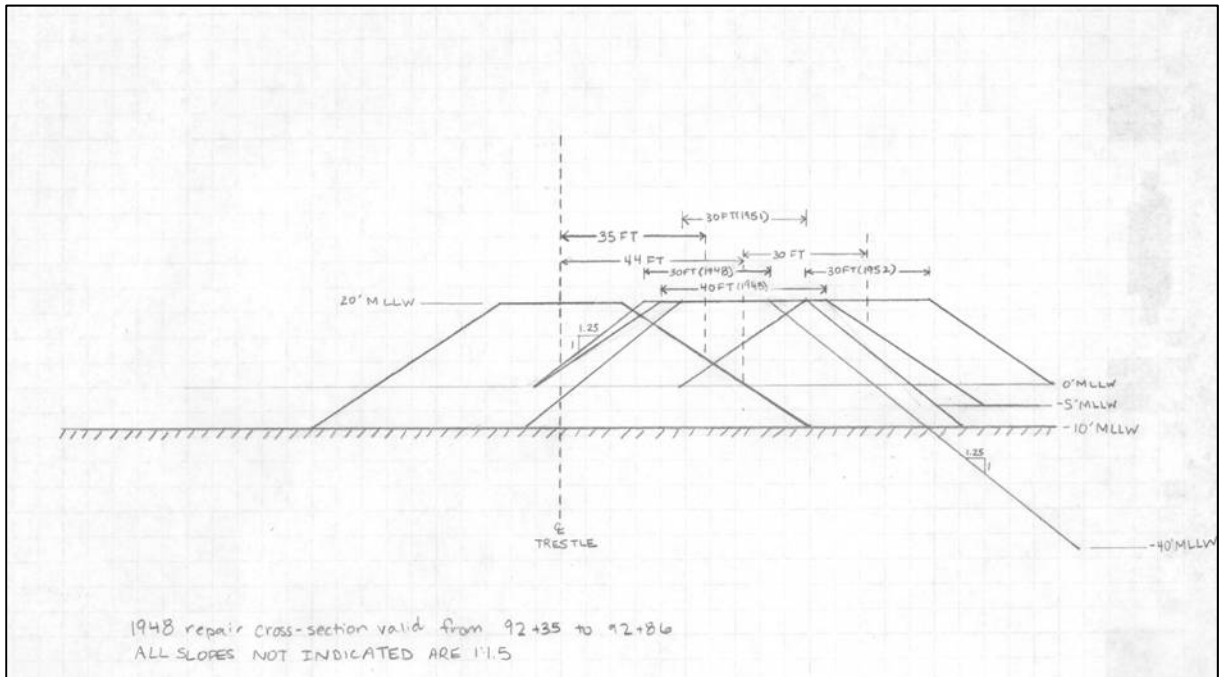 30FT(1951)
35FT
44 FT
30 FT
30FT(1948)
30FT(1952)
40FT(1948)
20' MLLW
1.25
1
0' MLLW
-5' MLLW
-10' MLLW
1.25
1
℄
TRESTLE
-40' MLLW
1948 repair cross-section valid from 92+35 to 92+86
ALL SLOPES NOT INDICATED ARE 1:1.5